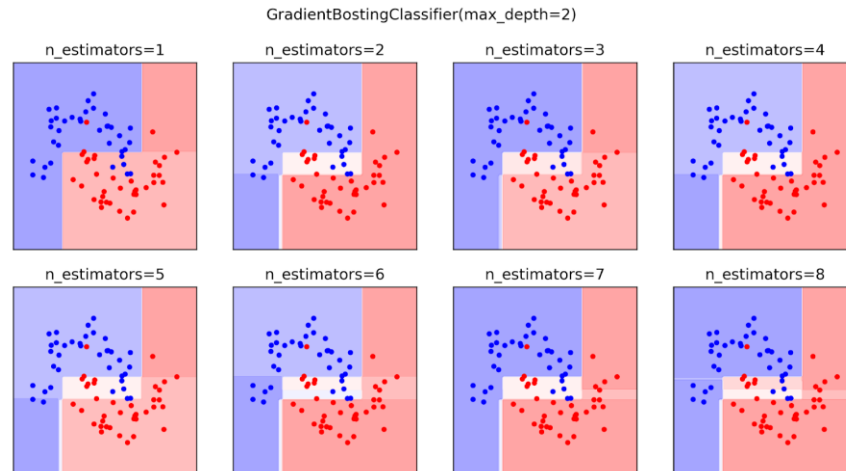 GradientBostingClassifier(max_depth=2)
n_estimators=1
n_estimators=2
n_estimators=3
n_estimators=4
n_estimators=5
n_estimators=6
n_estimators=7
n_estimators=8